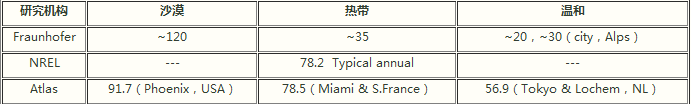 研究机构 沙漠 热带 温和
Fraunhofer ~120 ~35 ~20，~30（city，Alps）
NREL --- 78.2 Typical annual ---
Atlas 91.7（Phoenix，USA） 78.5（Miami & S.France） 56.9（Tokyo & Lochem，NL）